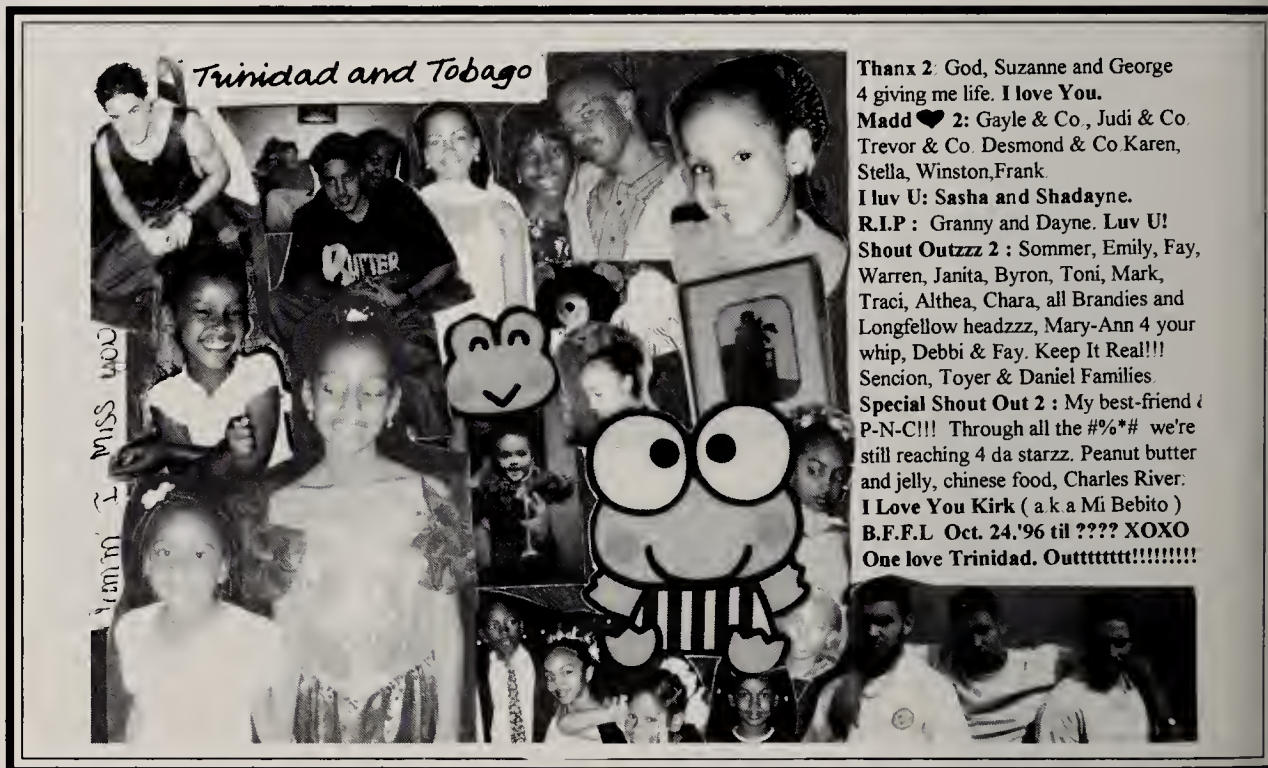 Trinidad and Tobago
RUTTER
I MISS YOU
Thanx 2: God, Suzanne and George
4 giving me life. I love You.
Madd ♥ 2: Gayle & Co., Judi & Co.
Trevor & Co. Desmond & Co.Karen,
Stella, Winston,Frank.
I luv U: Sasha and Shadayne.
R.I.P : Granny and Dayne. Luv U!
Shout Outzzz 2 : Sommer, Emily, Fay,
Warren, Janita, Byron, Toni, Mark,
Traci, Althea, Chara, all Brandies and
Longfellow headzzz, Mary-Ann 4 your
whip, Debbi & Fay. Keep It Real!!!
Sencion, Toyer & Daniel Families.
Special Shout Out 2 : My best-friend &
P-N-C!!! Through all the #%*# we're
still reaching 4 da starzz. Peanut butter
and jelly, chinese food, Charles River:
I Love You Kirk ( a.k.a Mi Bebito )
B.F.F.L Oct. 24.'96 til ???? XOXO
One love Trinidad. Outttttttt!!!!!!!!!